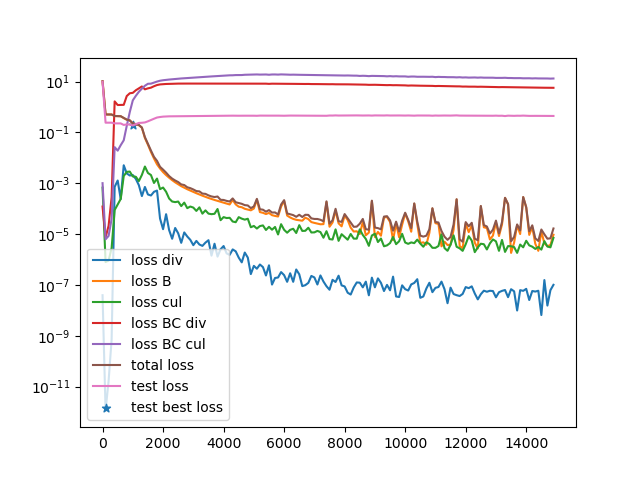 10¹
10⁻¹
10⁻³
10⁻⁵
10⁻⁷
10⁻⁹
10⁻¹¹
loss div
loss B
loss cul
loss BC div
loss BC cul
total loss
test loss
test best loss
0 2000 4000 6000 8000 10000 12000 14000